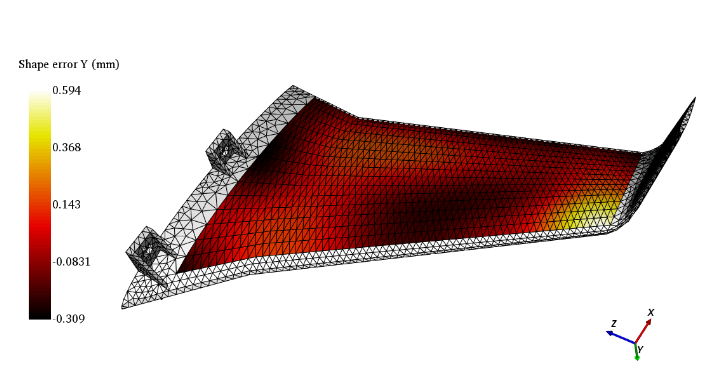 Shape error Y (mm)
0.594
0.368
0.143
-0.0831
-0.309
X
Z
Y